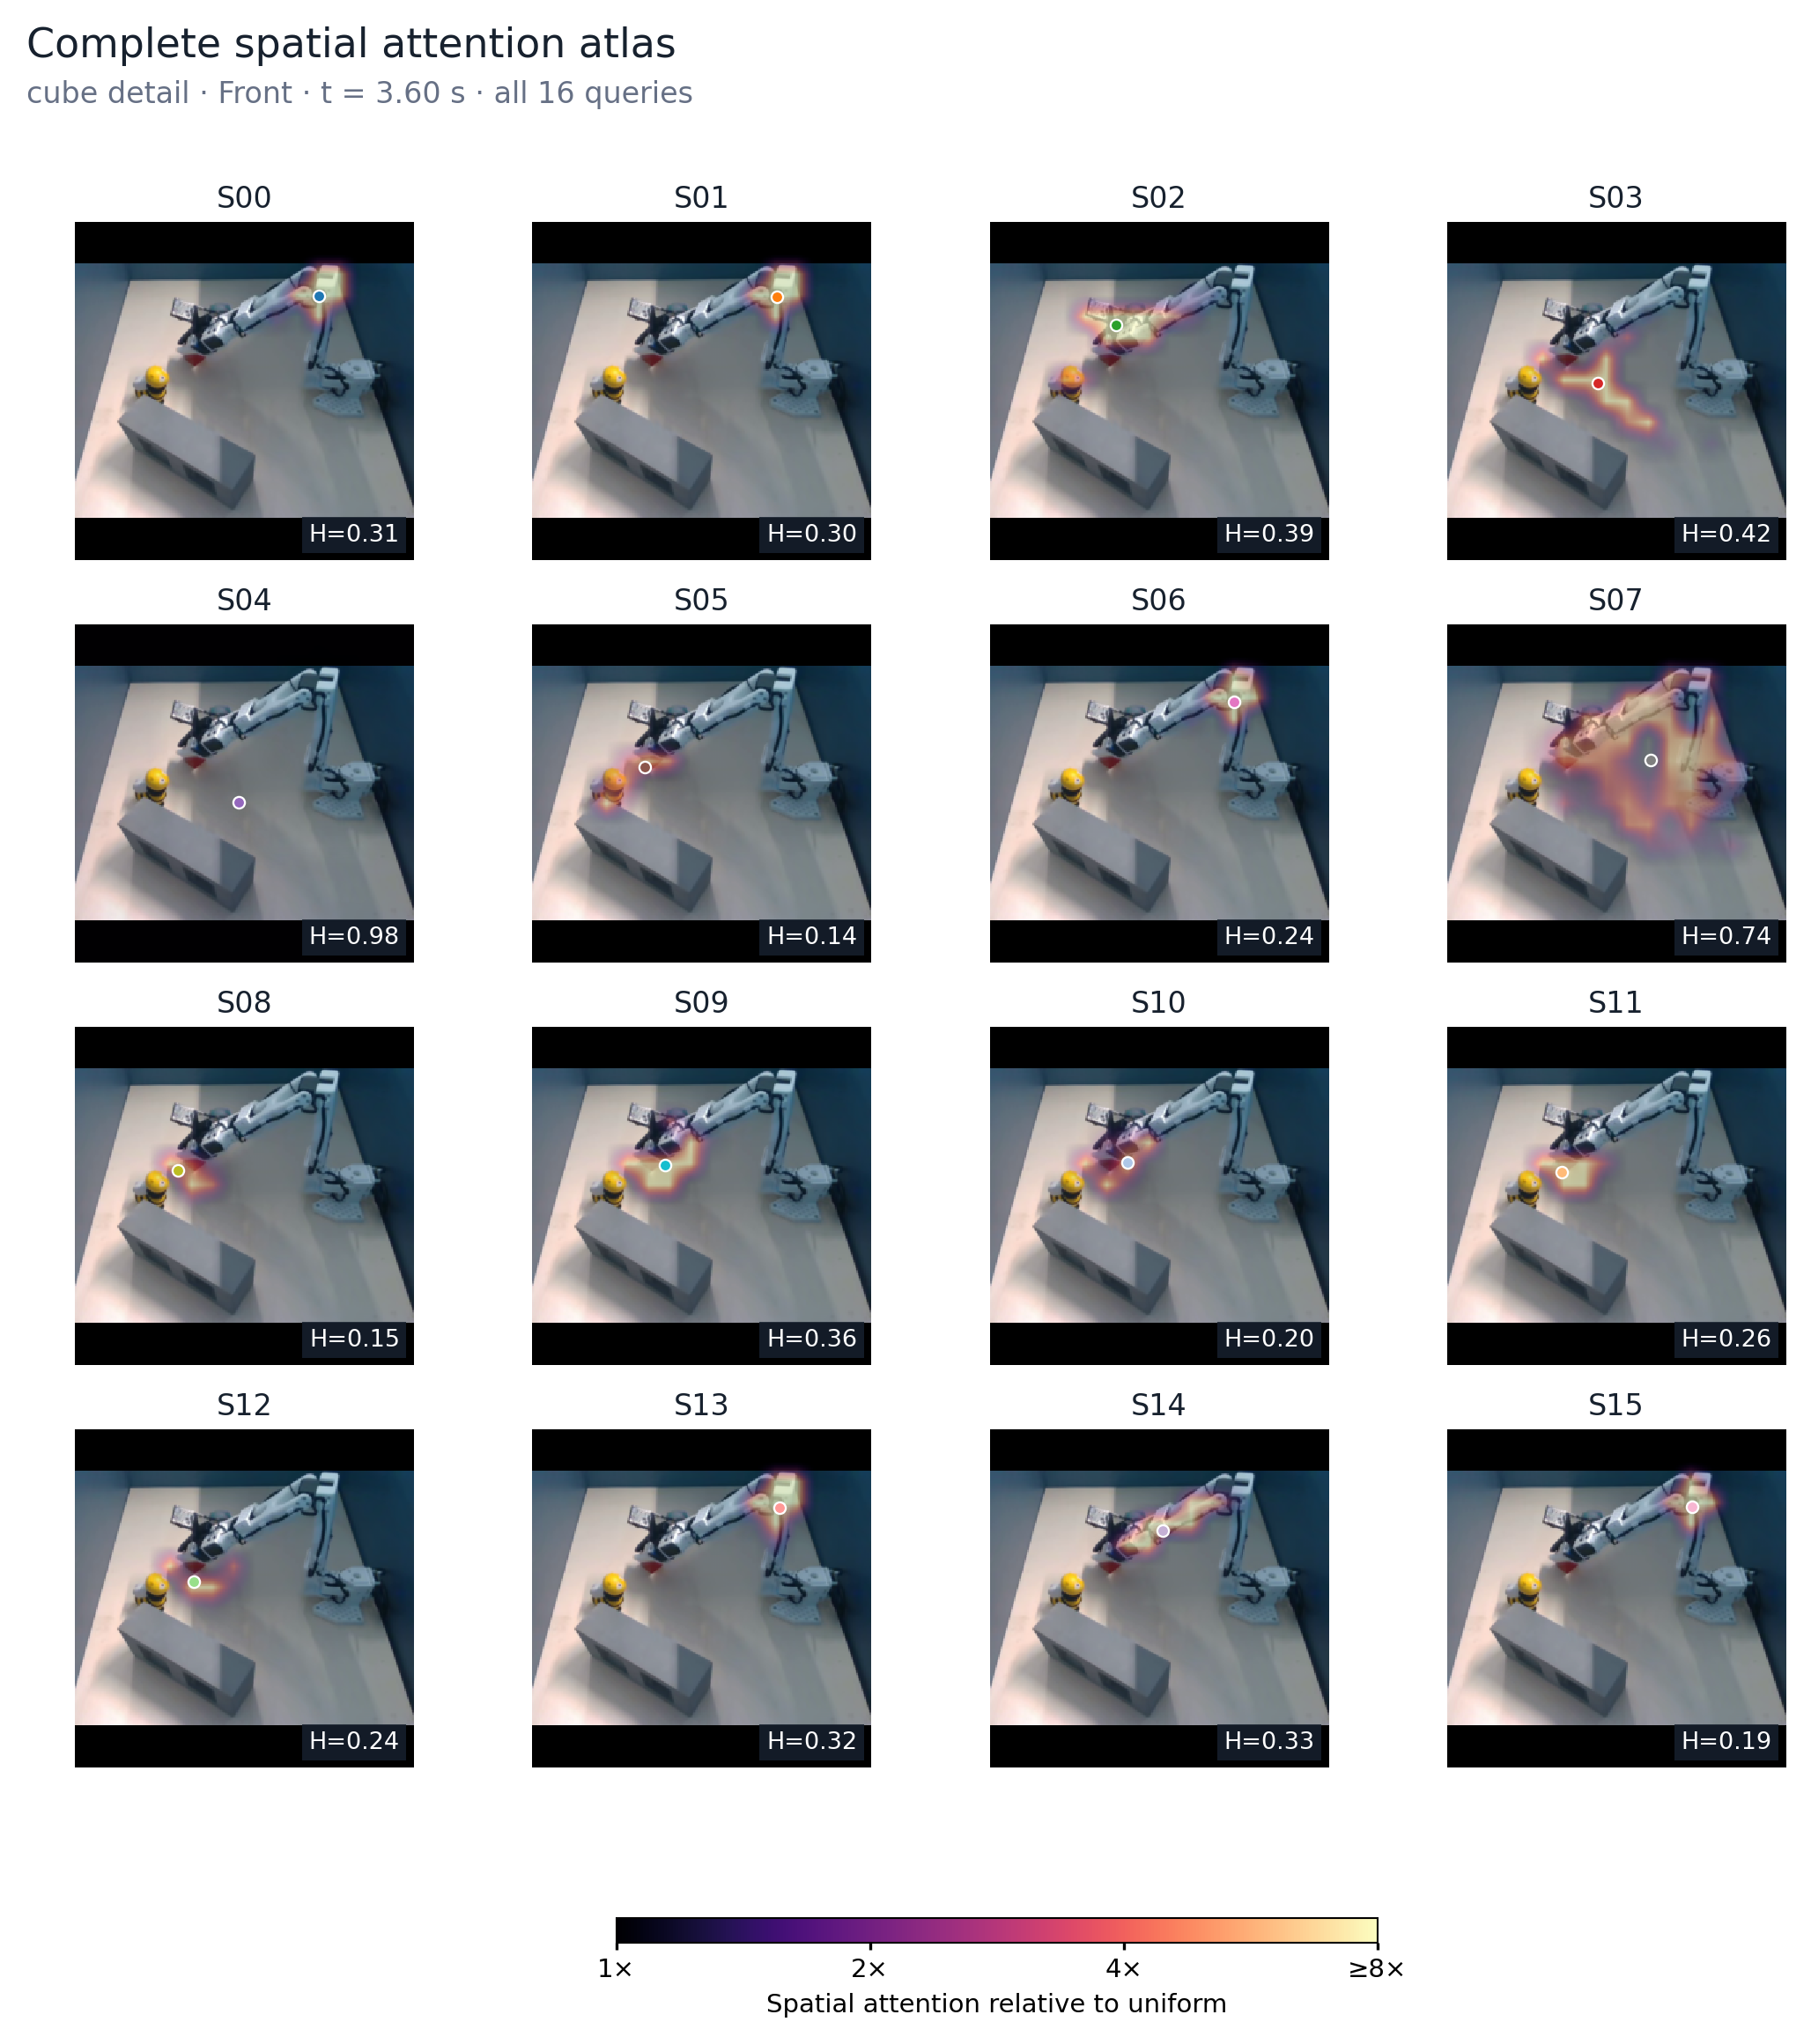 Complete spatial attention atlas
cube detail · Front · t = 3.60 s · all 16 queries
S00 S01 S02 S03
H=0.31 H=0.30 H=0.39 H=0.42
S04 S05 S06 S07
H=0.98 H=0.14 H=0.24 H=0.74
S08 S09 S10 S11
H=0.15 H=0.36 H=0.20 H=0.26
S12 S13 S14 S15
H=0.24 H=0.32 H=0.33 H=0.19
1× 2× 4× ≥8×
Spatial attention relative to uniform